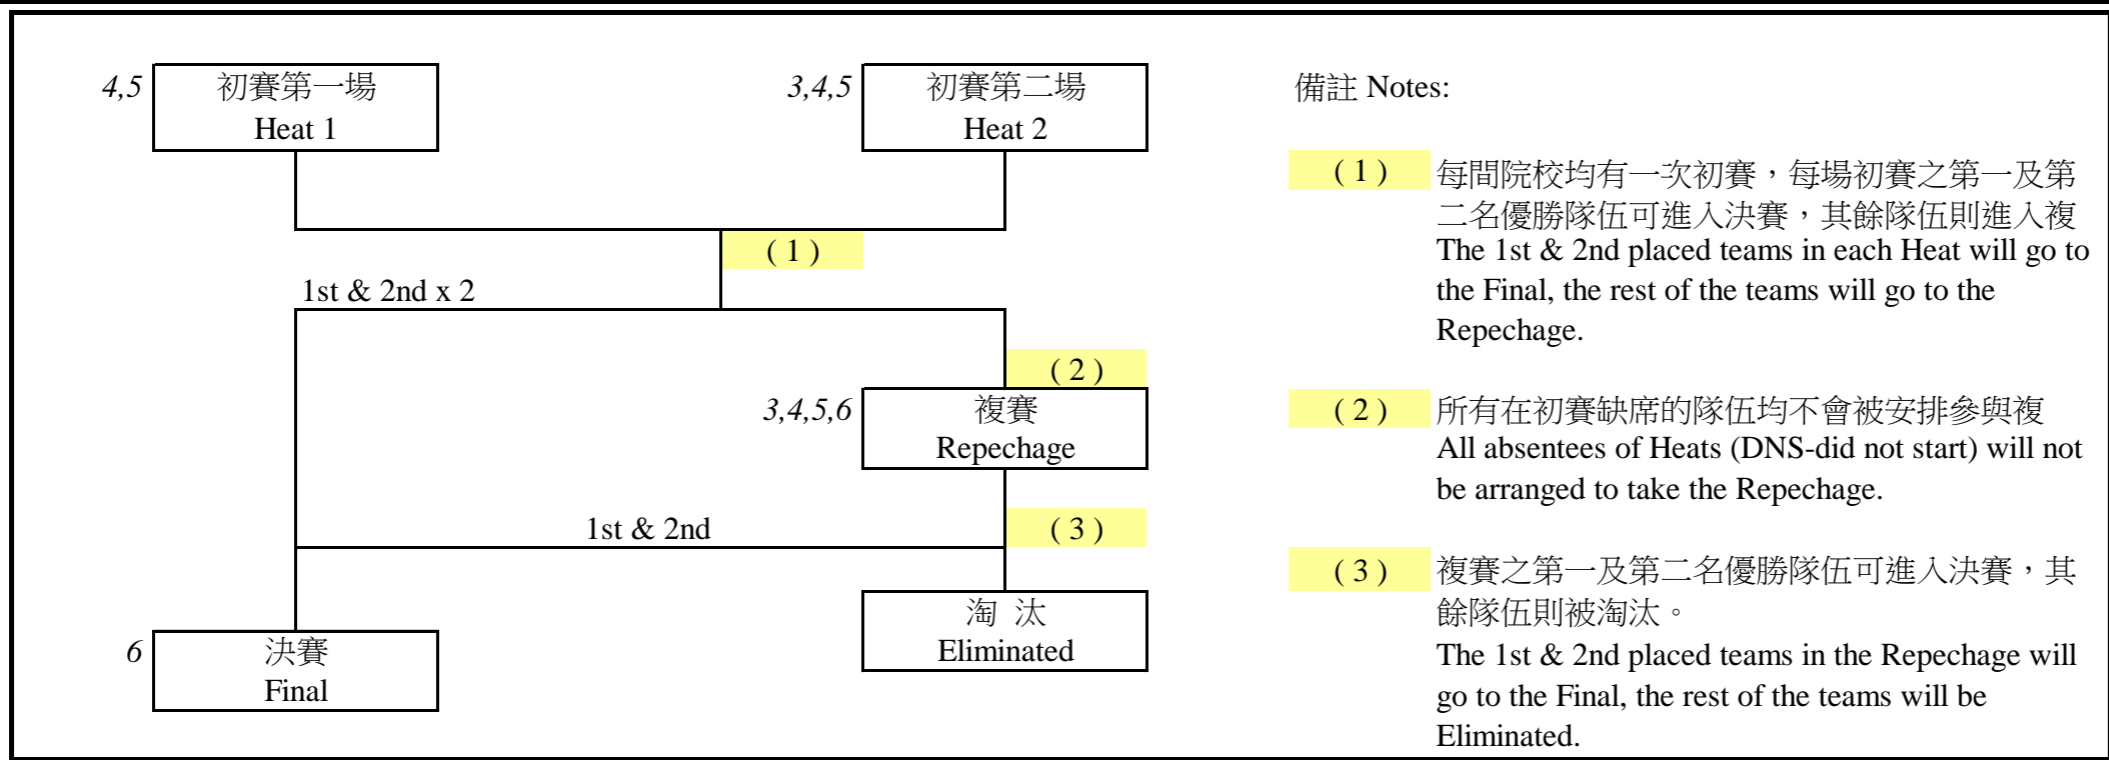 4,5
初賽第一場
Heat 1
3,4,5
初賽第二場
Heat 2
( 1 )
1st & 2nd x 2
( 2 )
3,4,5,6
複賽
Repechage
1st & 2nd
( 3 )
淘 汰
Eliminated
6
決賽
Final
備註 Notes:
( 1 )
每間院校均有一次初賽，每場初賽之第一及第
二名優勝隊伍可進入決賽，其餘隊伍則進入複
The 1st & 2nd placed teams in each Heat will go to
the Final, the rest of the teams will go to the
Repechage.
( 2 )
所有在初賽缺席的隊伍均不會被安排參與複
All absentees of Heats (DNS-did not start) will not
be arranged to take the Repechage.
( 3 )
複賽之第一及第二名優勝隊伍可進入決賽，其
餘隊伍則被淘汰。
The 1st & 2nd placed teams in the Repechage will
go to the Final, the rest of the teams will be
Eliminated.